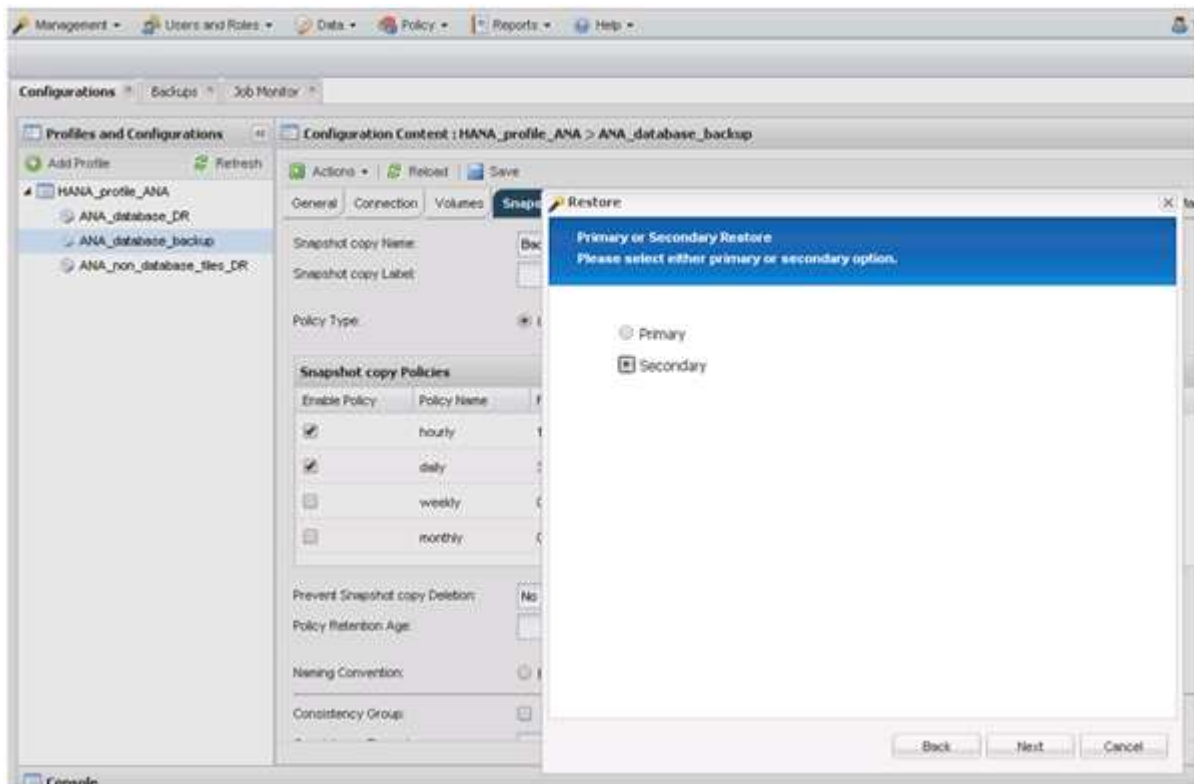 Management Users and Roles Data Policy Reports Help
Configurations Backups Job Monitor
Profiles and Configurations
Add Profile Refresh
HANA_profile_ANA
ANA_database_DR
ANA_database_backup
ANA_non_database_files_DR
Configuration Content : HANA_profile_ANA > ANA_database_backup
Actions Reload Save
General Connection Volumes Snaps
Snapshot copy Name:
Snapshot copy Label:
Policy Type:
Snapshot copy Policies
Enable Policy Policy Name
hourly
daily
weekly
monthly
Prevent Snapshot copy Deletion: No
Policy Retention Age:
Naming Convention:
Consistency Group:
Restore
Primary or Secondary Restore
Please select either primary or secondary option.
Primary
Secondary
Back Next Cancel
Console